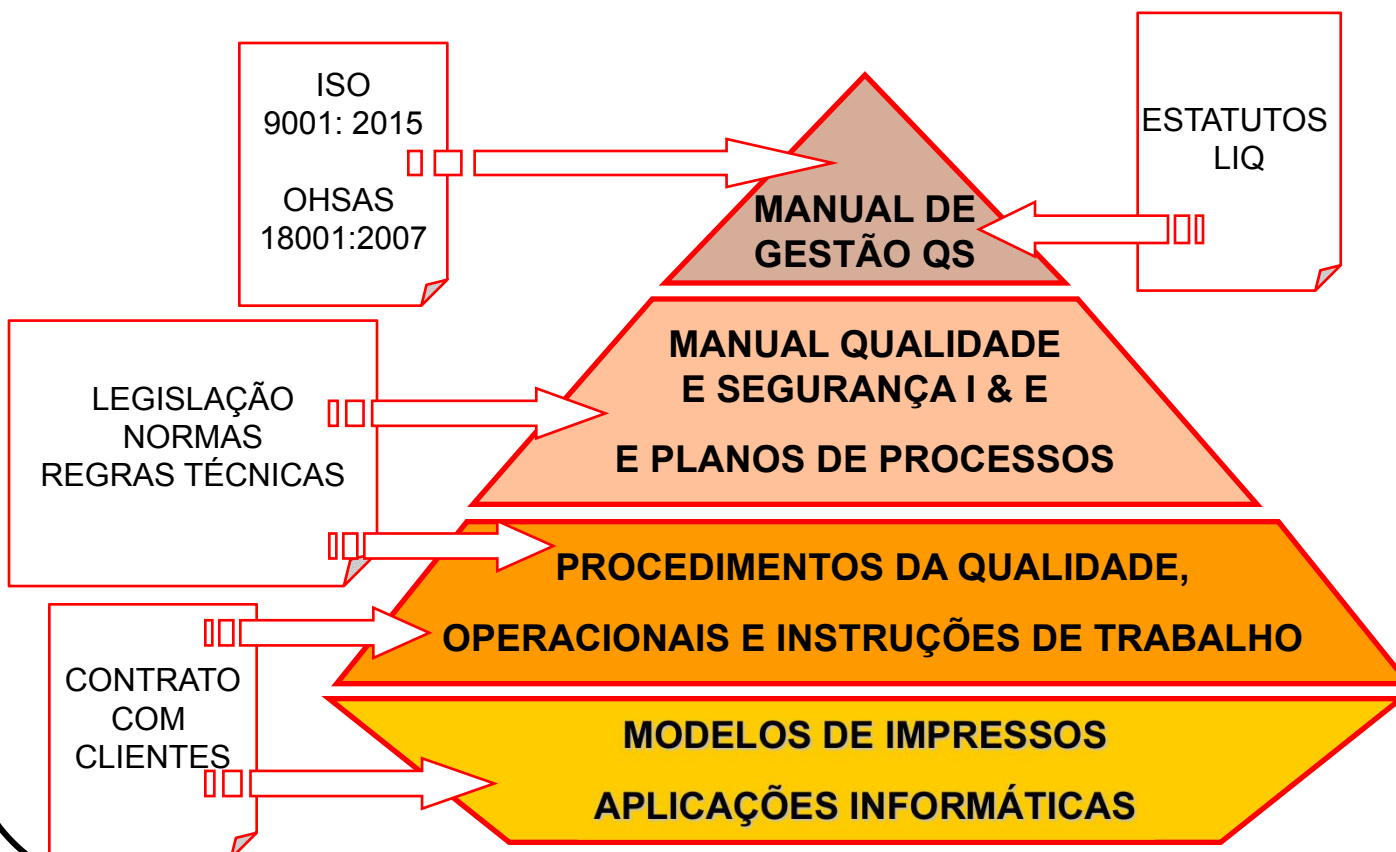 ISO
9001: 2015
OHSAS
18001:2007
ESTATUTOS
LIQ
MANUAL DE
GESTÃO QS
LEGISLAÇÃO
NORMAS
REGRAS TÉCNICAS
MANUAL QUALIDADE
E SEGURANÇA I & E
E PLANOS DE PROCESSOS
PROCEDIMENTOS DA QUALIDADE,
OPERACIONAIS E INSTRUÇÕES DE TRABALHO
CONTRATO
COM
CLIENTES
MODELOS DE IMPRESSOS
APLICAÇÕES INFORMÁTICAS